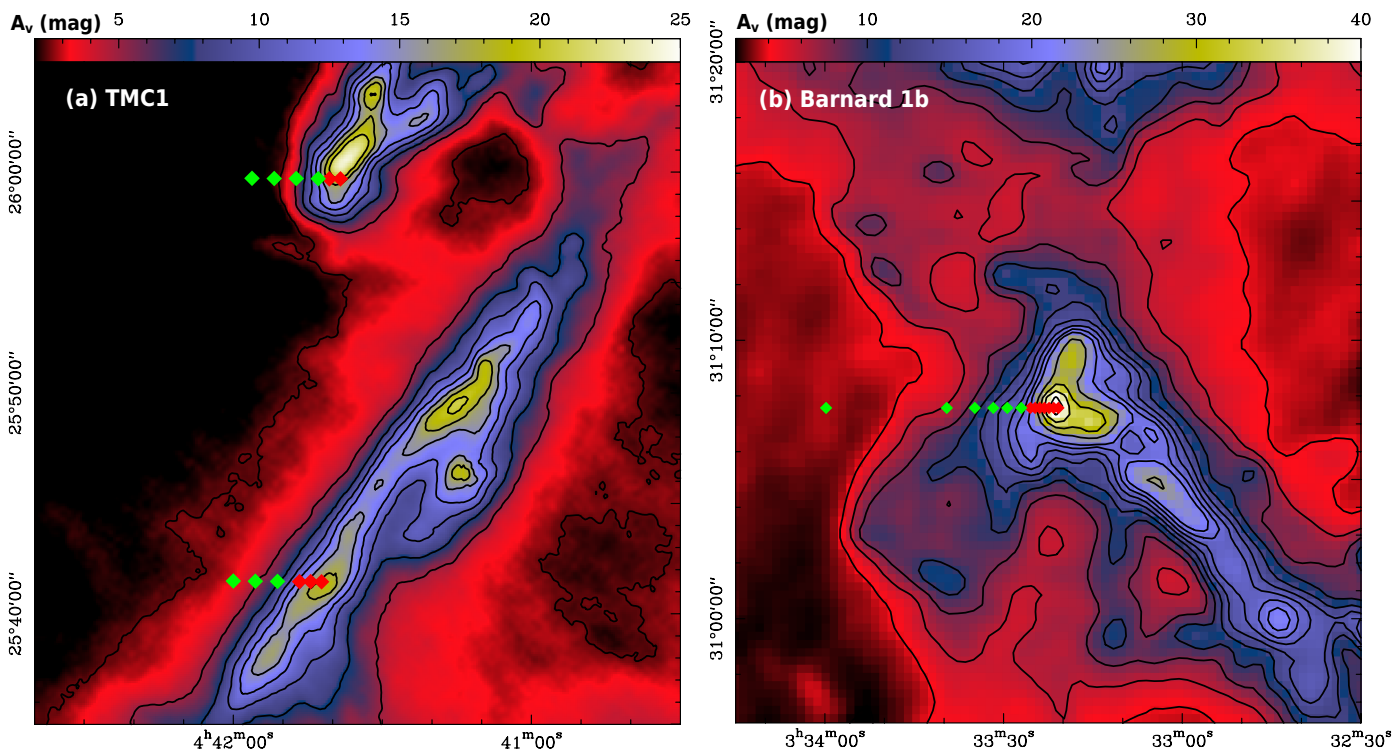 Aᵥ (mag) 5 10 15 20 25
Aᵥ (mag) 10 20 30 40
(a) TMC1
(b) Barnard 1b
26°00′00″
25°50′00″
25°40′00″
31°20′00″
31°10′00″
31°00′00″
4ʰ42ᵐ00ˢ 41ᵐ00ˢ
3ʰ34ᵐ00ˢ 33ᵐ30ˢ 33ᵐ00ˢ 32ᵐ30ˢ